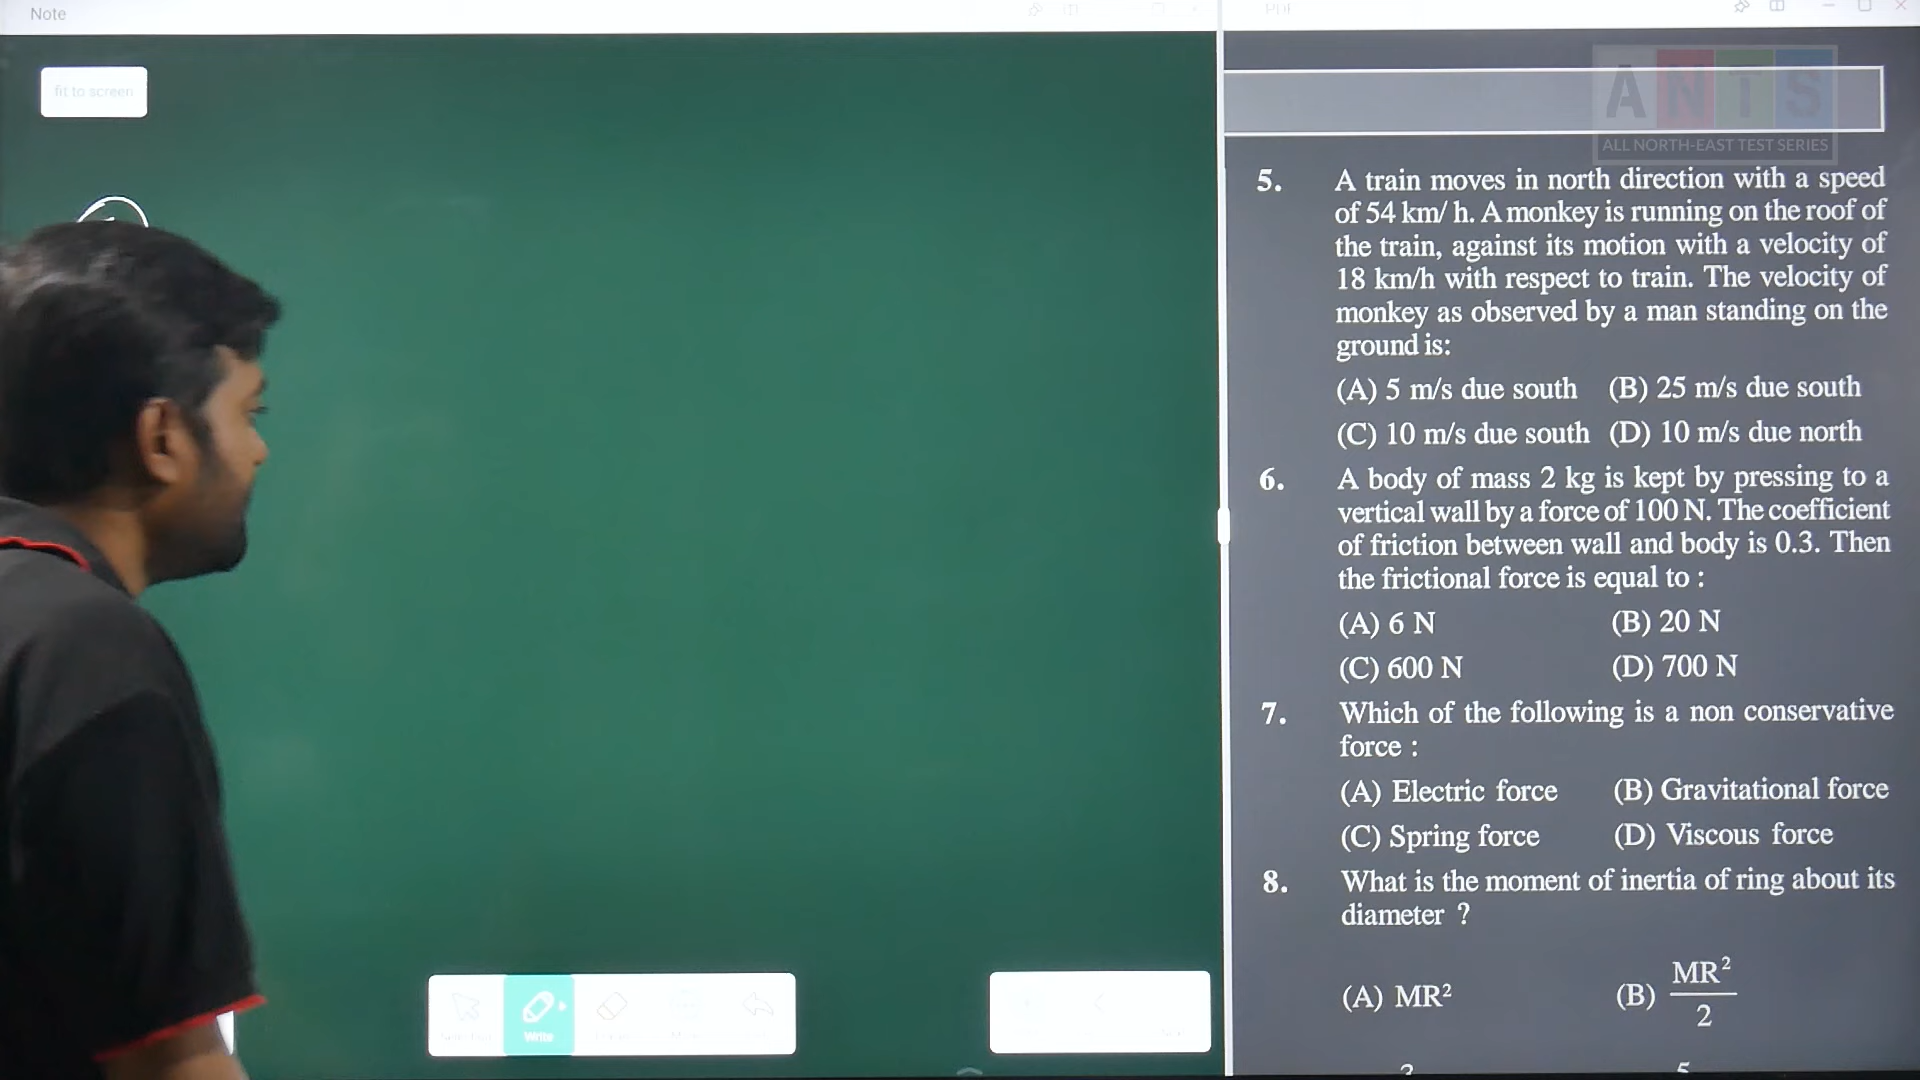 Note
PDF
fit to screen
ANTS
ALL NORTH-EAST TEST SERIES
5. A train moves in north direction with a speed
of 54 km/ h. A monkey is running on the roof of
the train, against its motion with a velocity of
18 km/h with respect to train. The velocity of
monkey as observed by a man standing on the
ground is:
(A) 5 m/s due south (B) 25 m/s due south
(C) 10 m/s due south (D) 10 m/s due north
6. A body of mass 2 kg is kept by pressing to a
vertical wall by a force of 100 N. The coefficient
of friction between wall and body is 0.3. Then
the frictional force is equal to :
(A) 6 N (B) 20 N
(C) 600 N (D) 700 N
7. Which of the following is a non conservative
force :
(A) Electric force (B) Gravitational force
(C) Spring force (D) Viscous force
8. What is the moment of inertia of ring about its
diameter ?
(A) MR² (B) MR²/2
Write